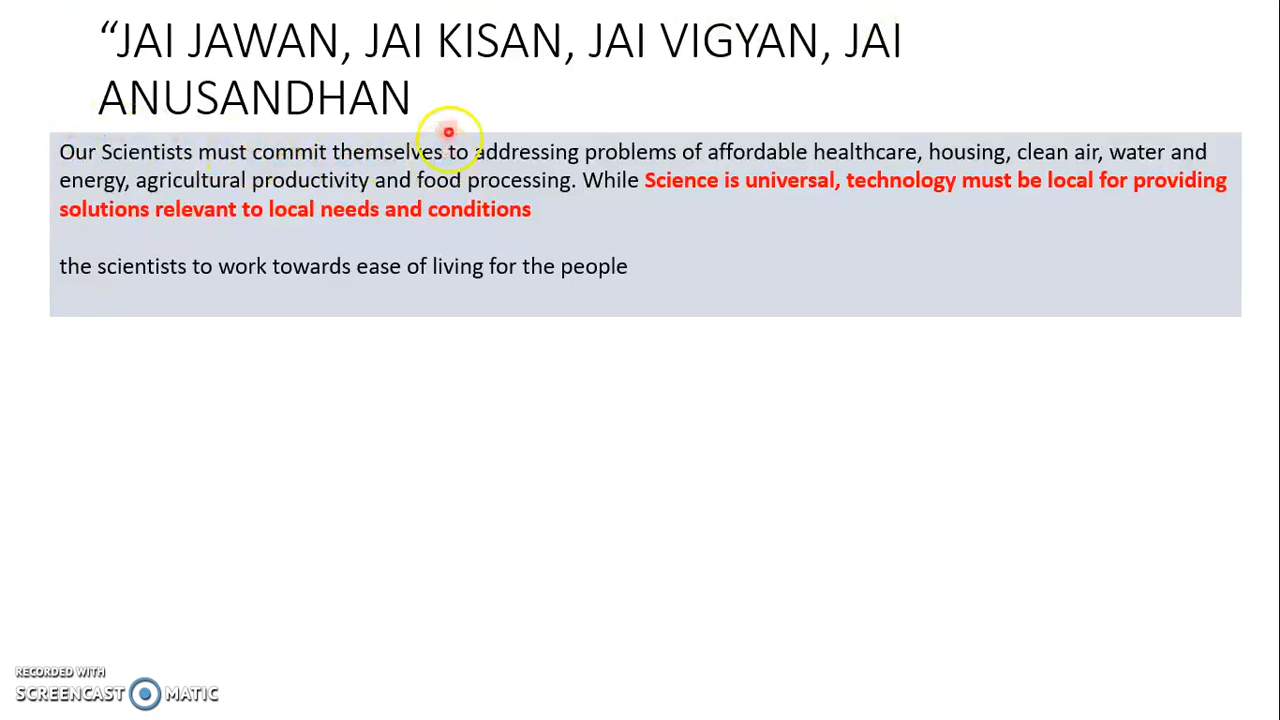 “JAI JAWAN, JAI KISAN, JAI VIGYAN, JAI
ANUSANDHAN
Our Scientists must commit themselves to addressing problems of affordable healthcare, housing, clean air, water and
energy, agricultural productivity and food processing. While Science is universal, technology must be local for providing
solutions relevant to local needs and conditions
the scientists to work towards ease of living for the people
RECORDED WITH
SCREENCAST MATIC